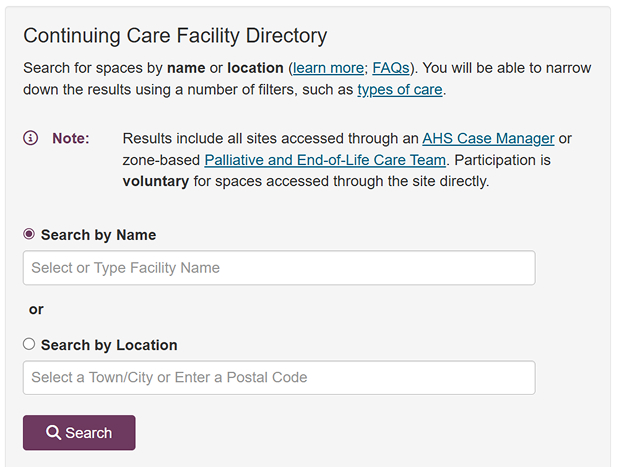 Continuing Care Facility Directory
Search for spaces by name or location (learn more; FAQs). You will be able to narrow
down the results using a number of filters, such as types of care.
Note: Results include all sites accessed through an AHS Case Manager or
zone-based Palliative and End-of-Life Care Team. Participation is
voluntary for spaces accessed through the site directly.
Search by Name
Select or Type Facility Name
or
Search by Location
Select a Town/City or Enter a Postal Code
Search